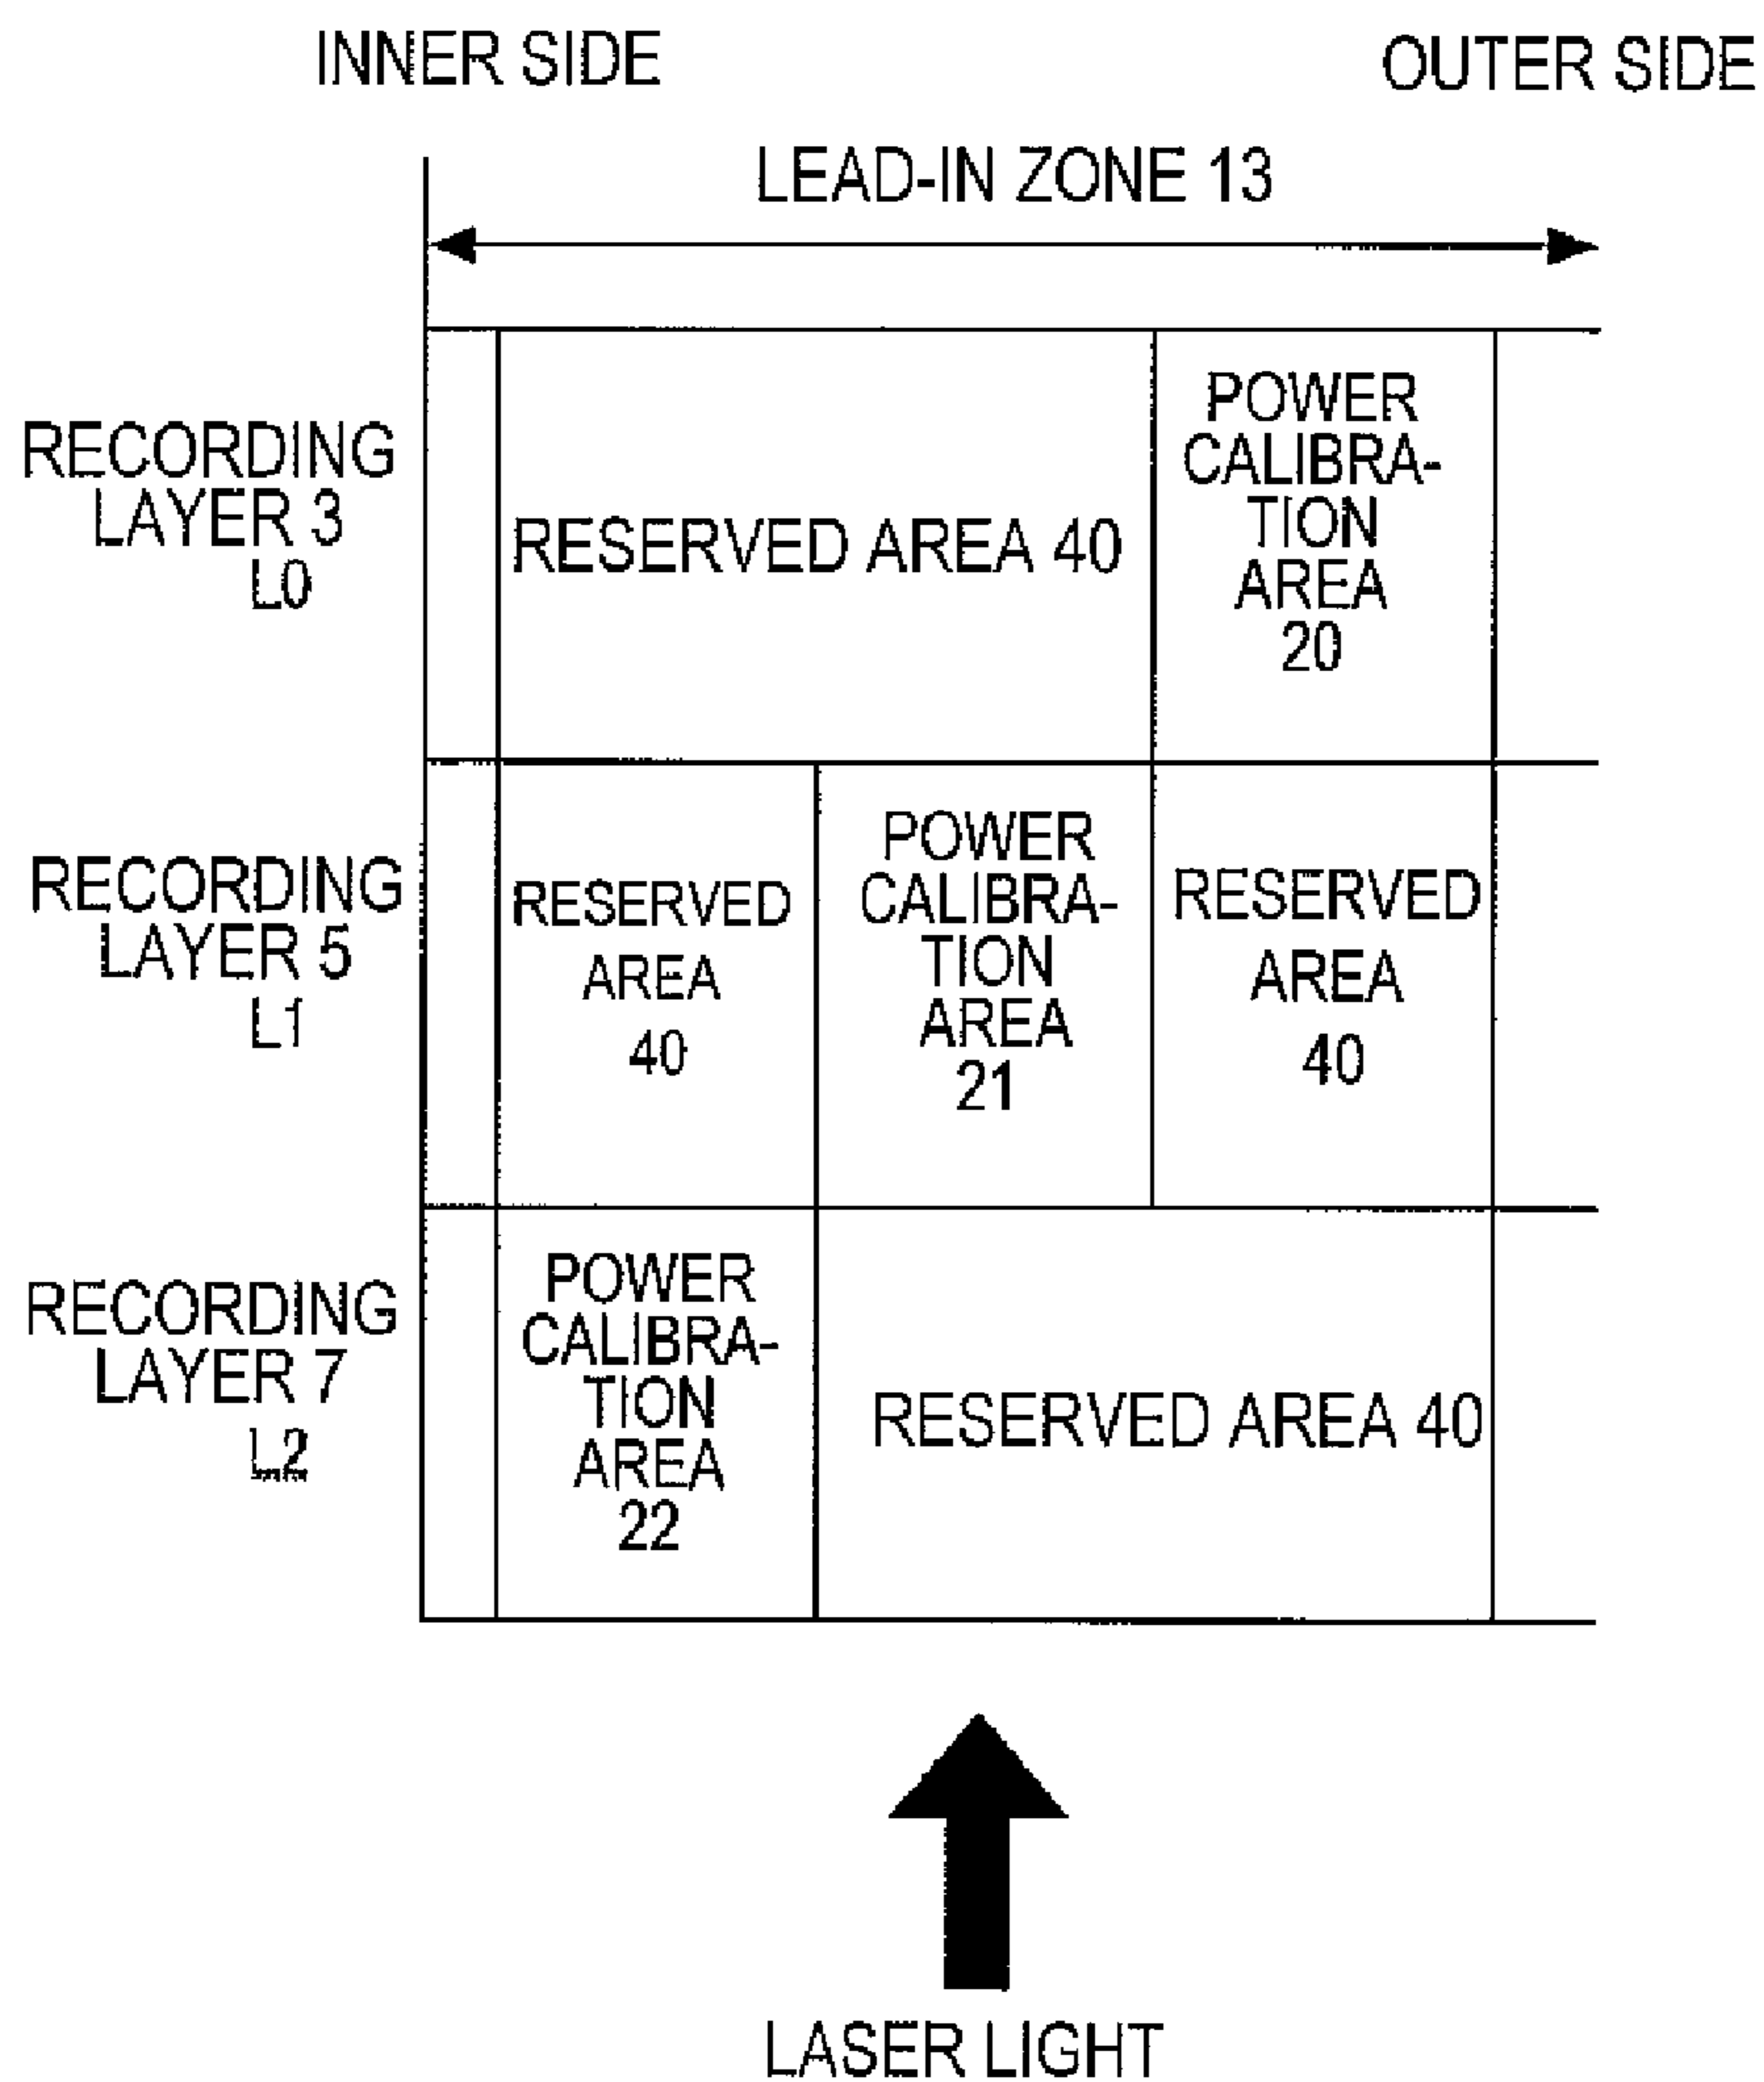 INNER SIDE
OUTER SIDE
LEAD-IN ZONE 13
RECORDING
LAYER 3
L0
RESERVED AREA 40
POWER
CALIBRA-
TION
AREA
20
RECORDING
LAYER 5
L1
RESERVED
AREA
40
POWER
CALIBRA-
TION
AREA
21
RESERVED
AREA
40
RECORDING
LAYER 7
L2
POWER
CALIBRA-
TION
AREA
22
RESERVED AREA 40
LASER LIGHT